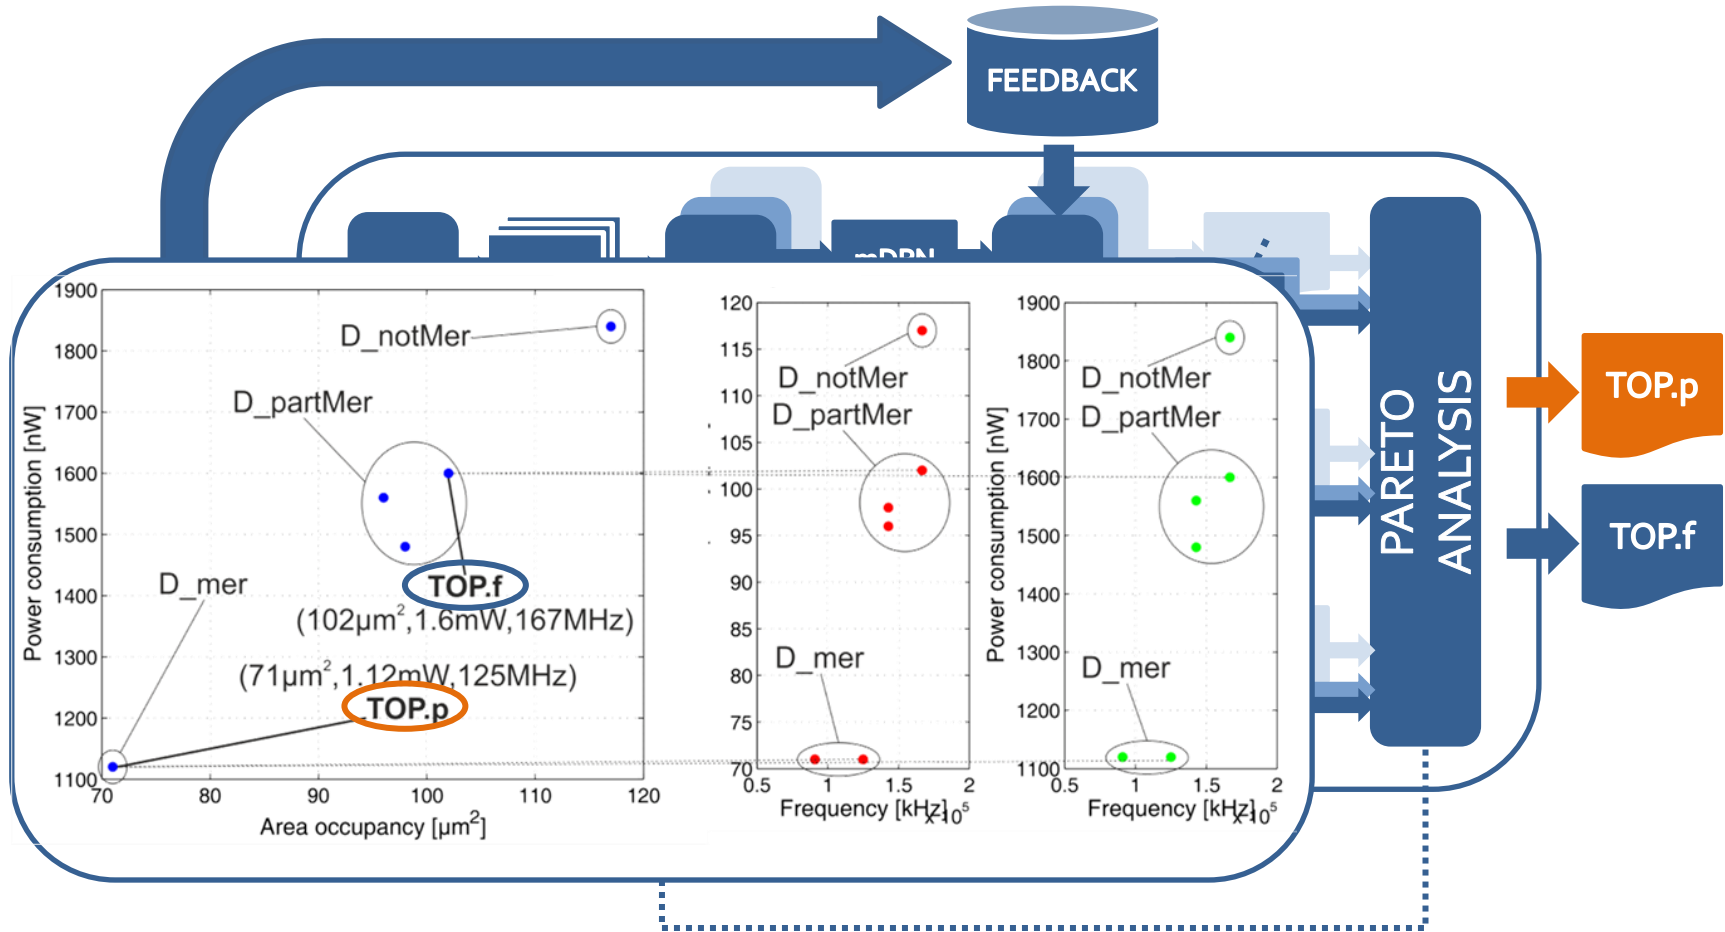 FEEDBACK
mDPN
1900
1800
1700
1600
1500
1400
1300
1200
1100
70
80
90
100
110
120
Power consumption [nW]
Area occupancy [µm²]
D_notMer
D_partMer
D_mer
TOP.f
(102µm²,1.6mW,167MHz)
(71µm²,1.12mW,125MHz)
TOP.p
120
115
110
105
100
95
90
85
80
75
70
0.5
1
1.5
2
Frequency [kHz]
x 10⁵
D_notMer
D_partMer
D_mer
Power consumption [nW]
1900
1800
1700
1600
1500
1400
1300
1200
1100
0.5
1
1.5
2
Frequency [kHz]
x 10⁵
D_notMer
D_partMer
D_mer
PARETO
ANALYSIS
TOP.p
TOP.f